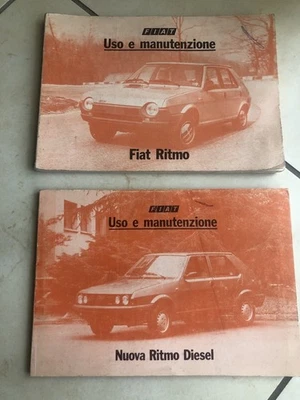 FIAT
Uso e manutenzione
Fiat Ritmo
FIAT
Uso e manutenzione
Nuova Ritmo Diesel